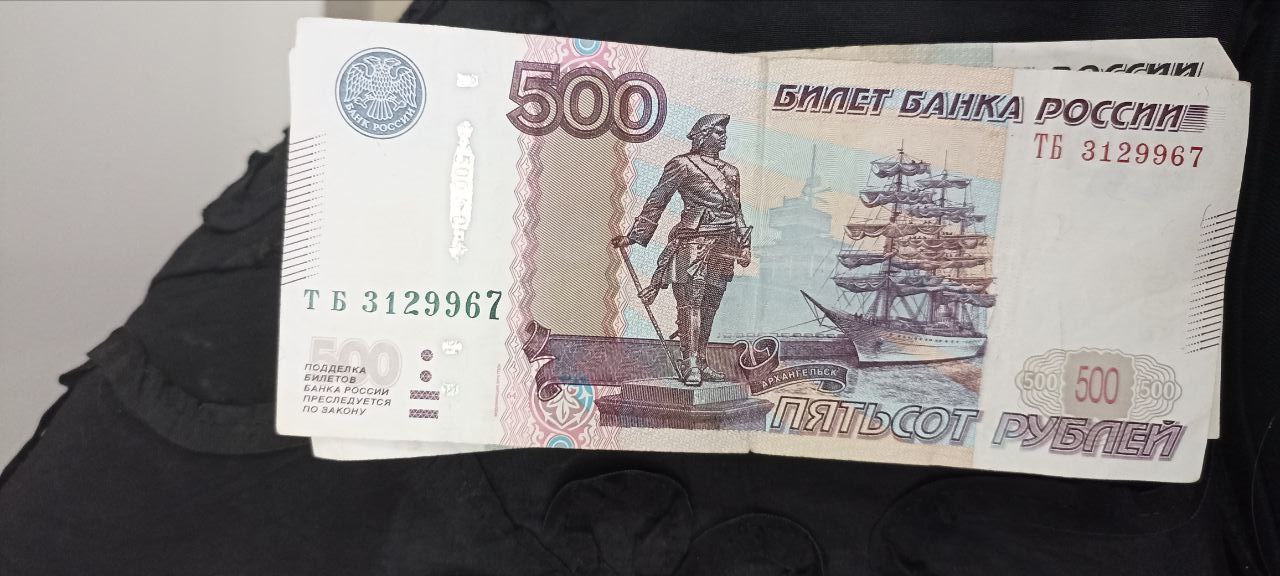 БАНК РОССИИ
500
БИЛЕТ БАНКА РОССИИ
РОССИИ
ТБ 3129967
ТБ 3129967
500
ПОДДЕЛКА
БИЛЕТОВ
БАНКА РОССИИ
ПРЕСЛЕДУЕТСЯ
ПО ЗАКОНУ
АРХАНГЕЛЬСК
500 500 500
ПЯТЬСОТ РУБЛЕЙ